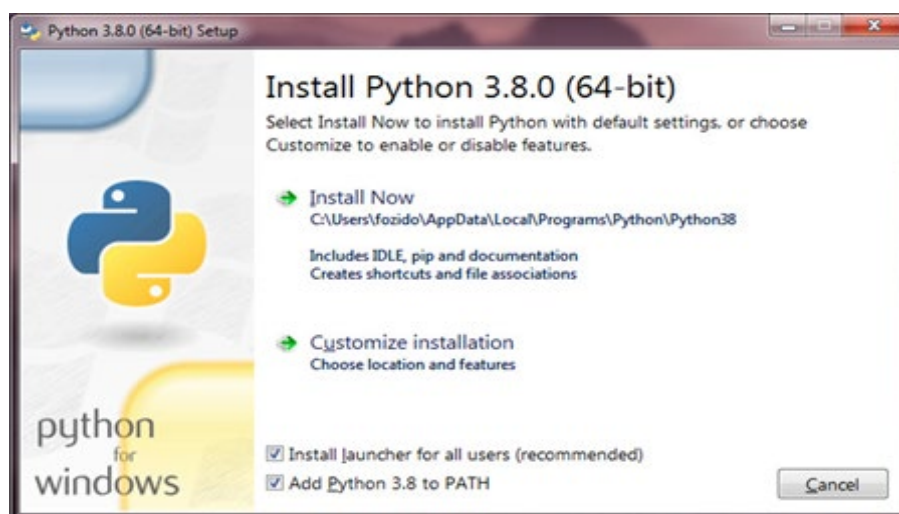 Python 3.8.0 (64-bit) Setup
Install Python 3.8.0 (64-bit)
Select Install Now to install Python with default settings, or choose
Customize to enable or disable features.
Install Now
C:\Users\fozido\AppData\Local\Programs\Python\Python38
Includes IDLE, pip and documentation
Creates shortcuts and file associations
Customize installation
Choose location and features
python
for
windows
Install launcher for all users (recommended)
Add Python 3.8 to PATH
Cancel